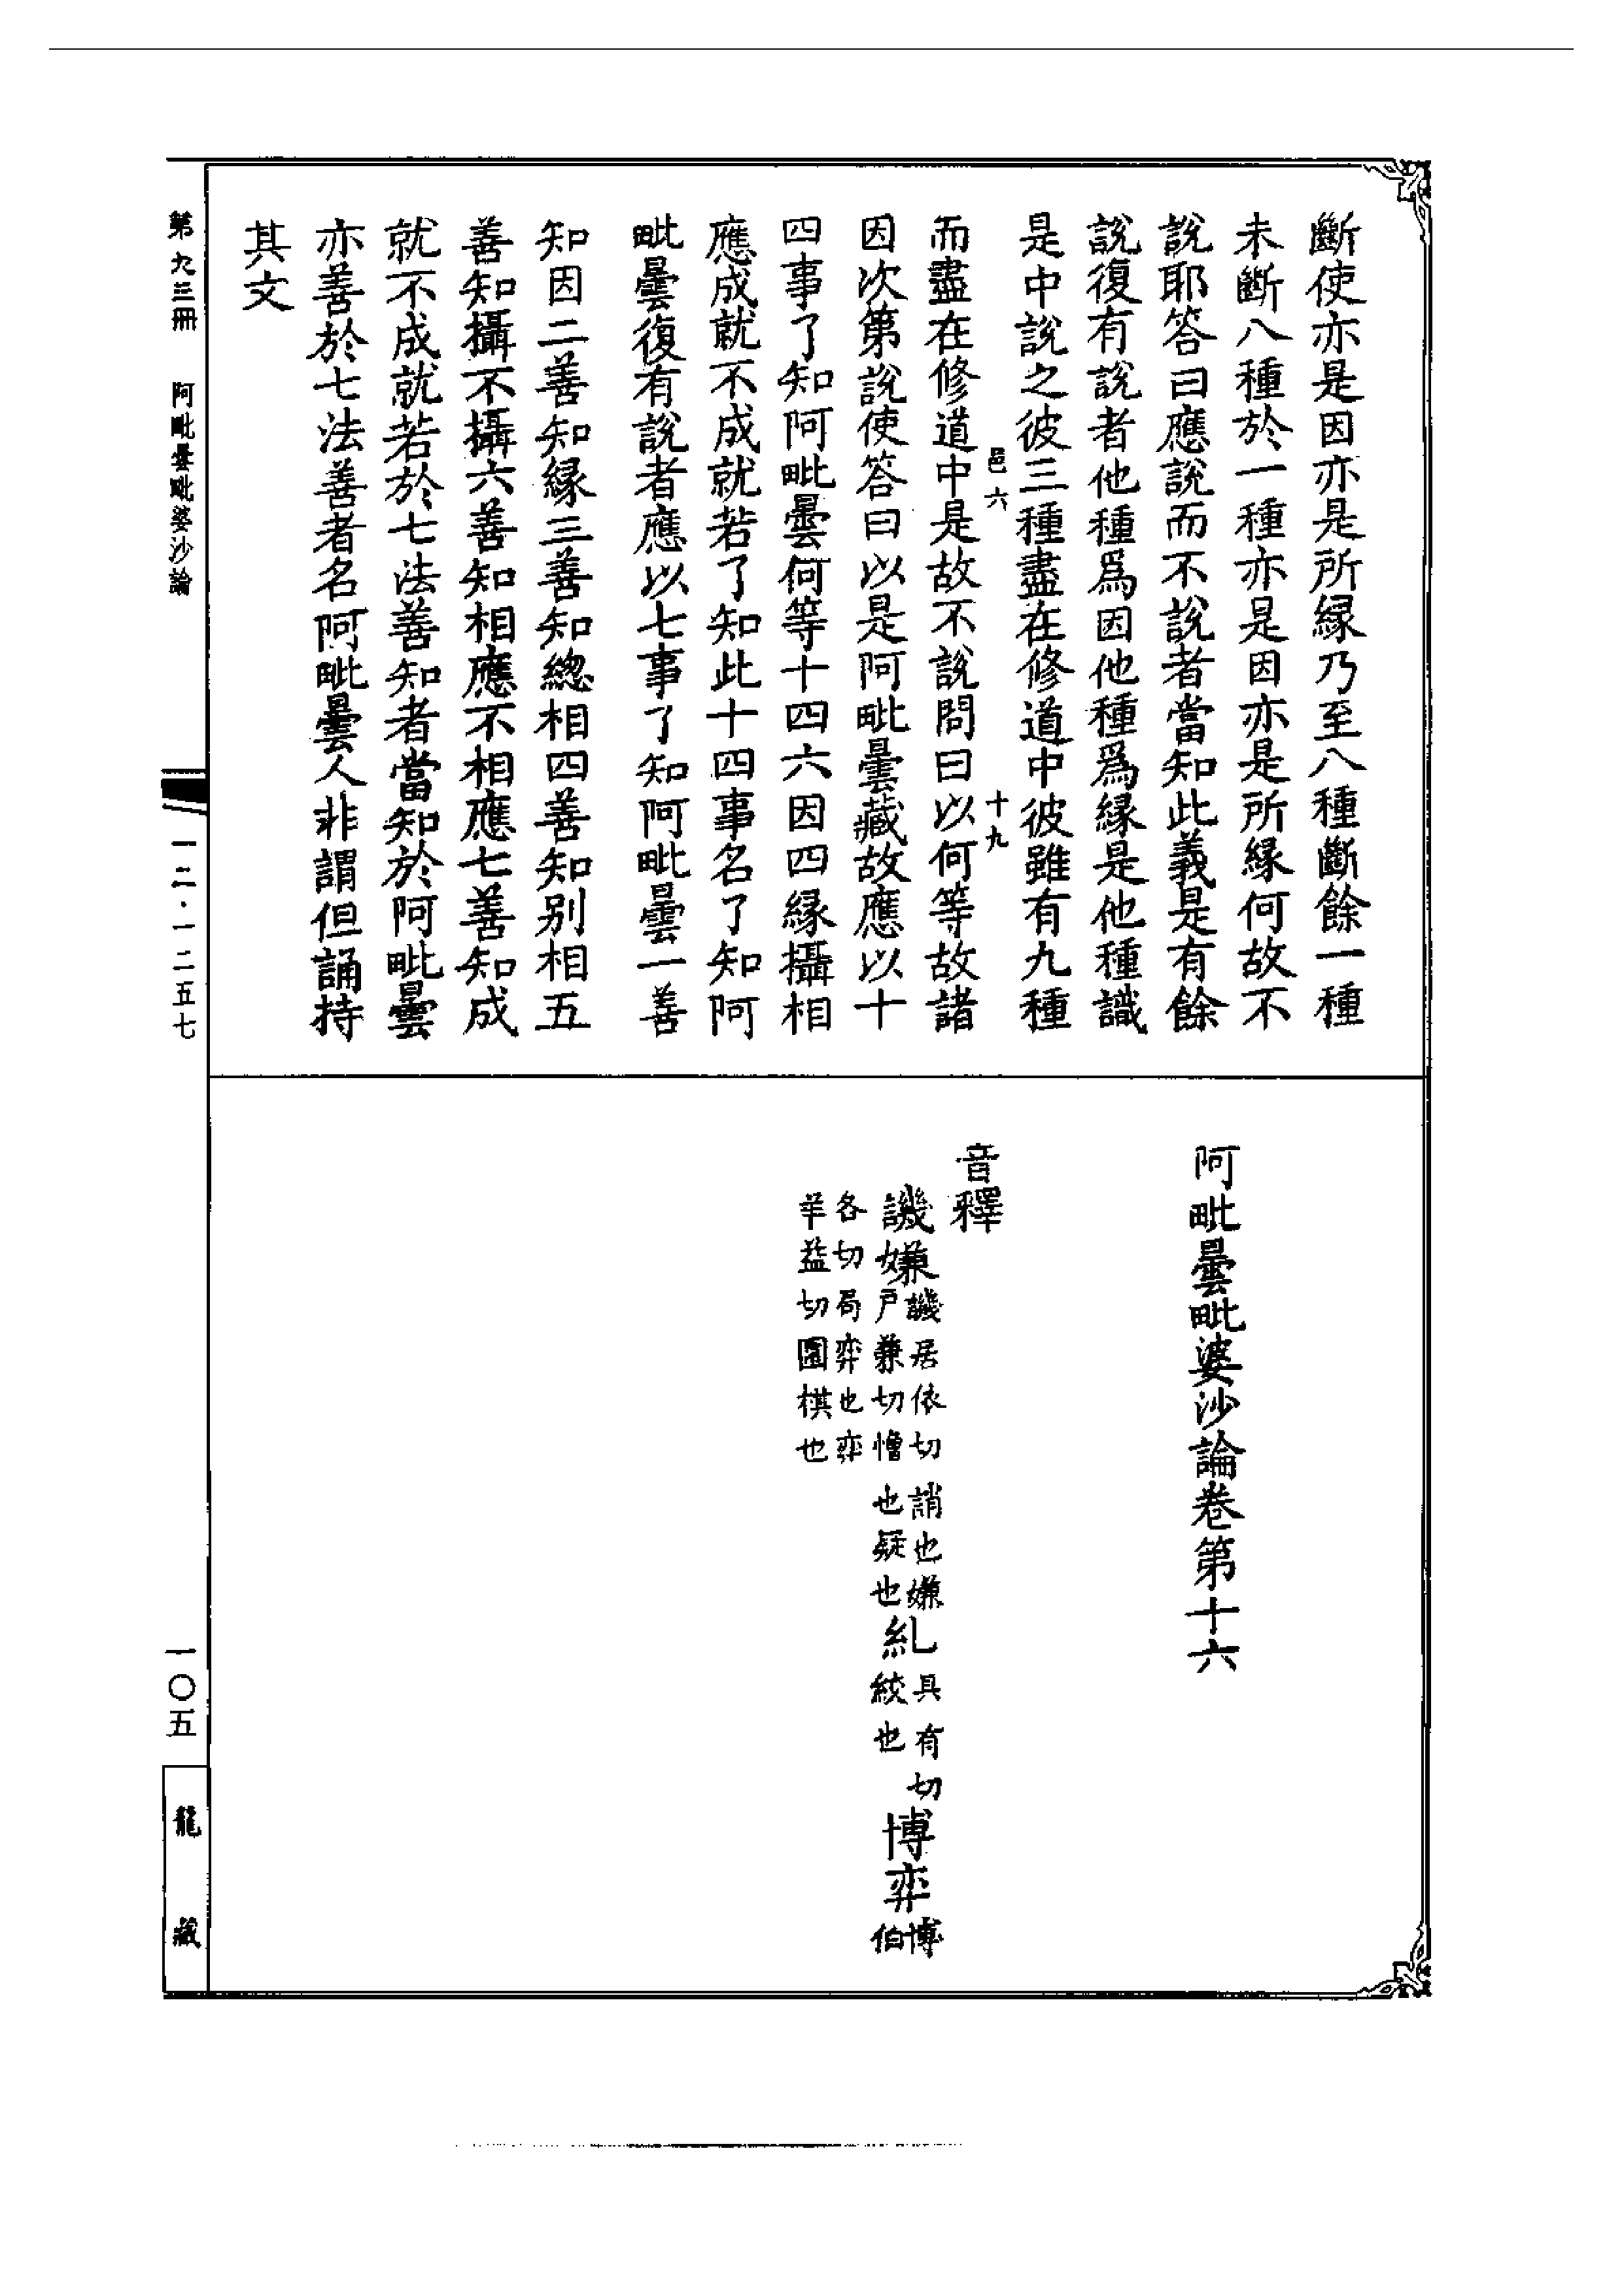 斷使亦是因亦是所緣乃至八種斷餘一種
未斷八種於一種亦是因亦是所緣何故不
說耶答曰應說而不說者當知此義是有餘
說復有說者他種爲因他種爲緣是他種識
是中說之彼三種盡在修道中彼雖有九種
邑六 十九
而盡在修道中是故不說問曰以何等故諸
因次第說使答曰以是阿毗曇藏故應以十
四事了知阿毗曇何等十四六因四緣攝相
應成就不成就若了知此十四事名了知阿
毗曇復有說者應以七事了知阿毗曇一善
知因二善知緣三善知總相四善知别相五
善知攝不攝六善知相應不相應七善知成
就不成就若於七法善知者當知於阿毗曇
亦善於七法善者名阿毗曇人非謂但誦持
其文
阿毗曇毗婆沙論卷第十六
音釋
譏嫌譏居依切誚也嫌戶兼切憎也疑也糺具有切絞也博弈博伯
各切局弈也弈羊益切圍棋也
第九三冊 阿毗曇毗婆沙論 一二·一二五七 一〇五 龍藏